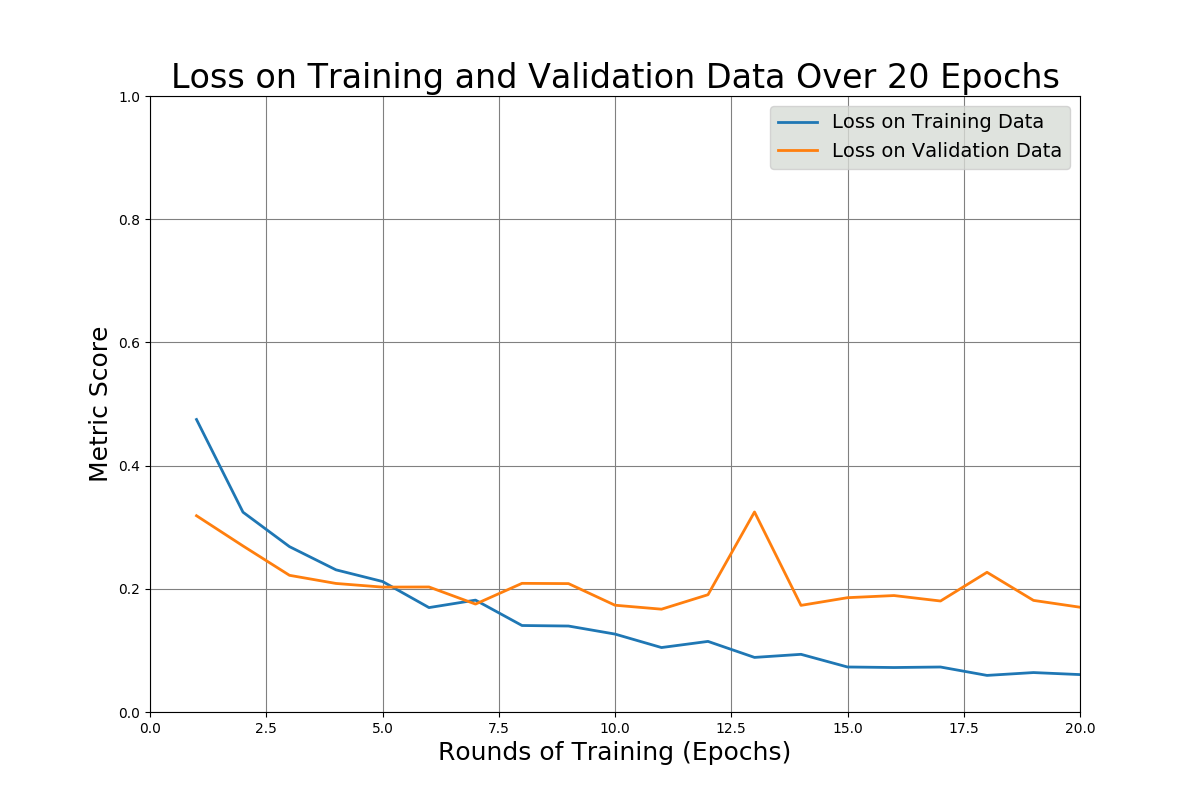 Loss on Training and Validation Data Over 20 Epochs
Loss on Training Data
Loss on Validation Data
Metric Score
1.0
0.8
0.6
0.4
0.2
0.0
0.0 2.5 5.0 7.5 10.0 12.5 15.0 17.5 20.0
Rounds of Training (Epochs)